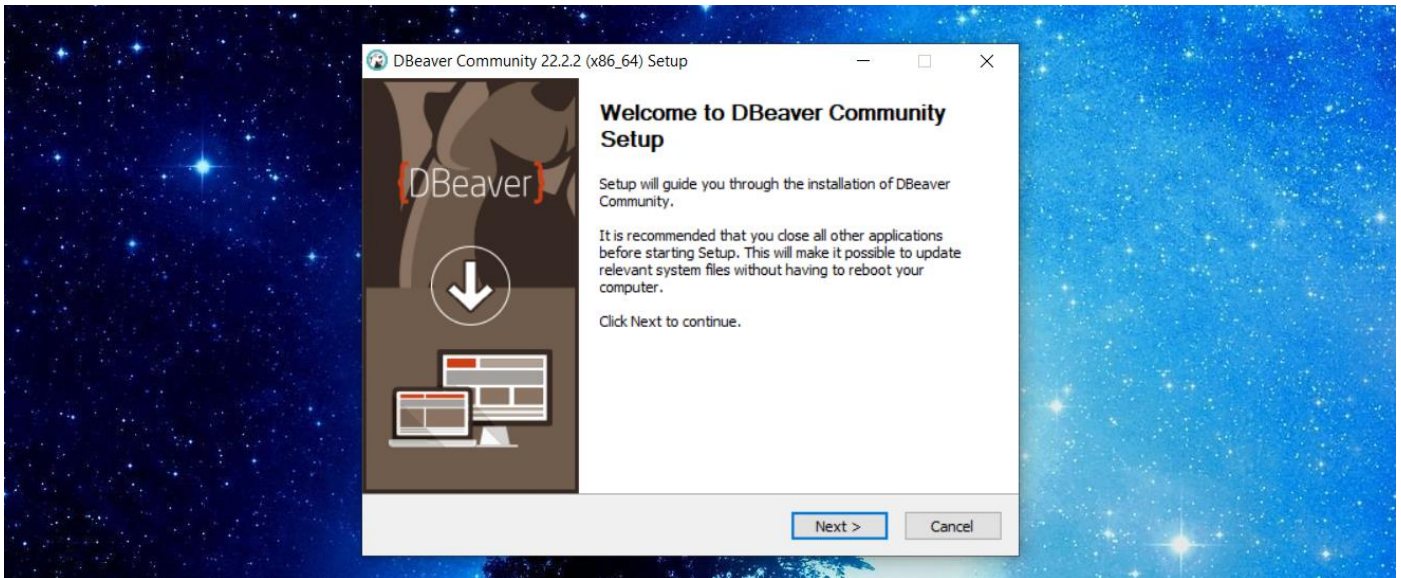 DBeaver Community 22.2.2 (x86_64) Setup
{DBeaver}
Welcome to DBeaver Community
Setup
Setup will guide you through the installation of DBeaver
Community.
It is recommended that you close all other applications
before starting Setup. This will make it possible to update
relevant system files without having to reboot your
computer.
Click Next to continue.
Next >
Cancel